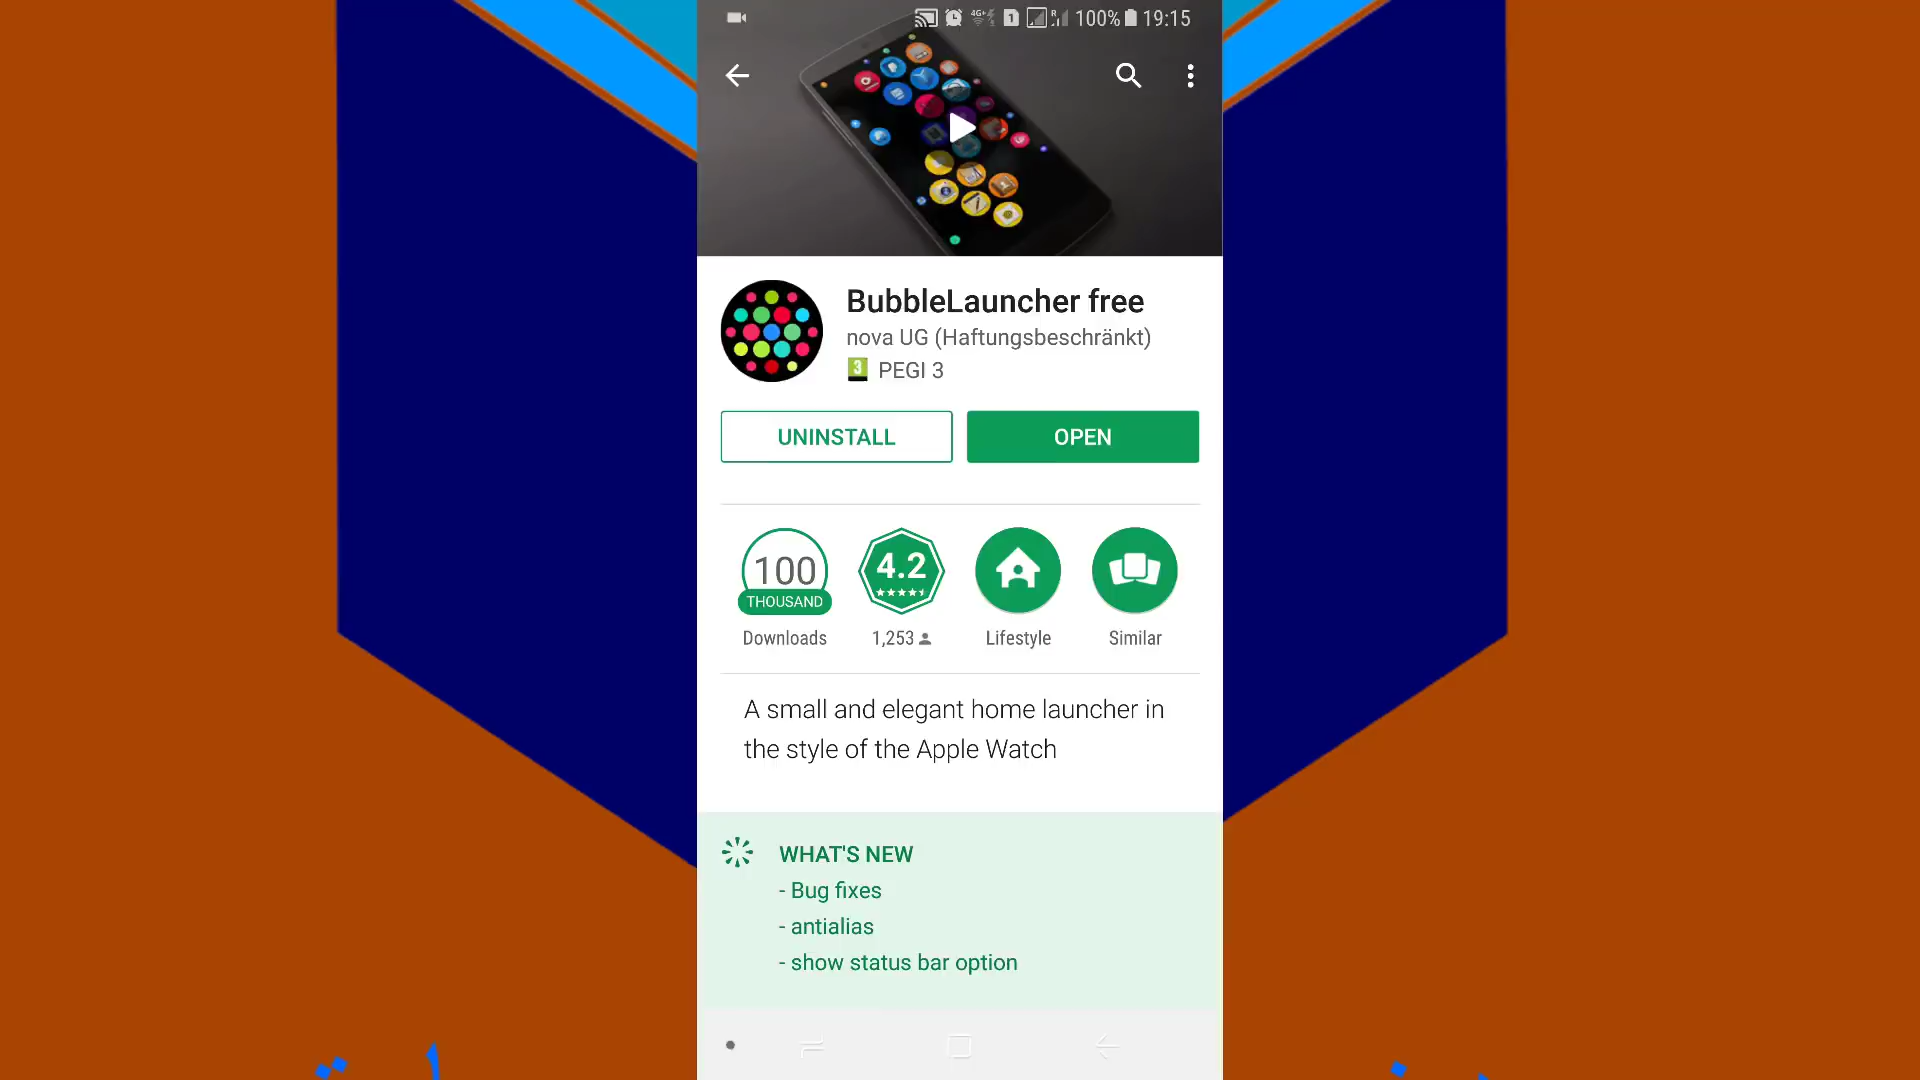 100% 19:15
BubbleLauncher free
nova UG (Haftungsbeschränkt)
3 PEGI 3
UNINSTALL OPEN
100 THOUSAND
4.2
Downloads 1,253 Lifestyle Similar
A small and elegant home launcher in
the style of the Apple Watch
WHAT'S NEW
- Bug fixes
- antialias
- show status bar option